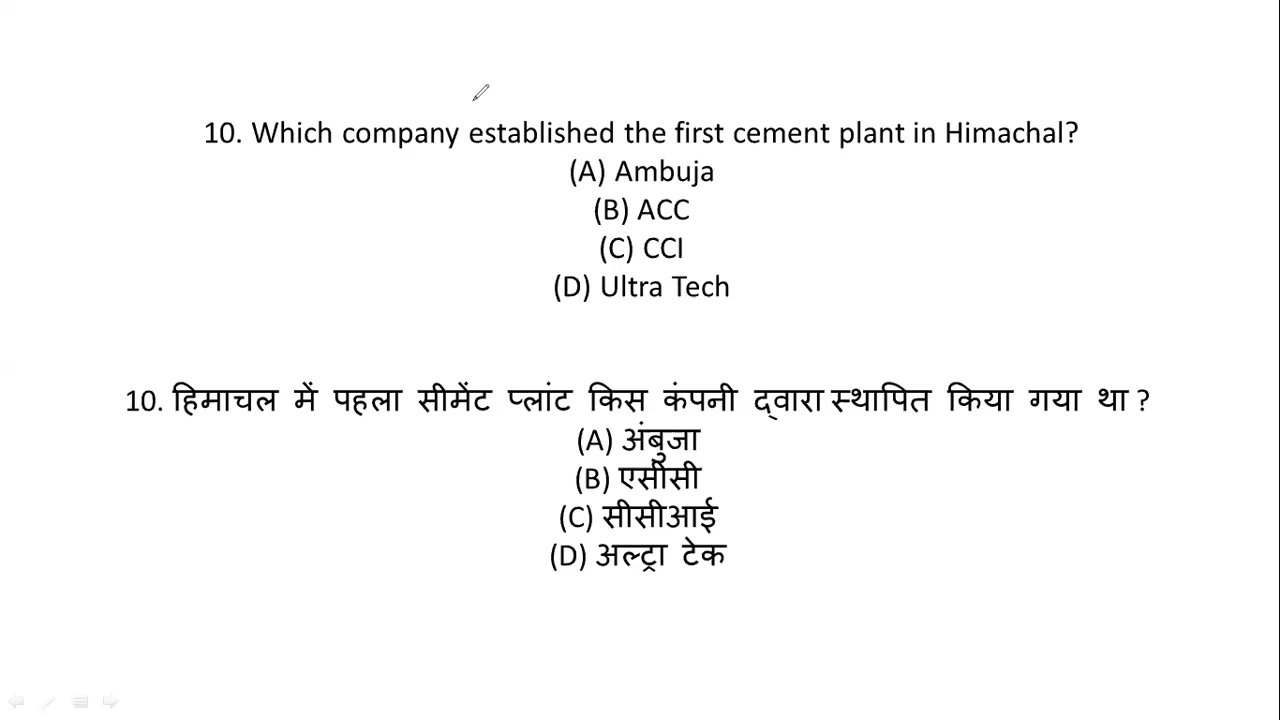 10. Which company established the first cement plant in Himachal?
(A) Ambuja
(B) ACC
(C) CCI
(D) Ultra Tech
10. हिमाचल में पहला सीमेंट प्लांट किस कंपनी द्वारा स्थापित किया गया था ?
(A) अंबुजा
(B) एसीसी
(C) सीसीआई
(D) अल्ट्रा टेक